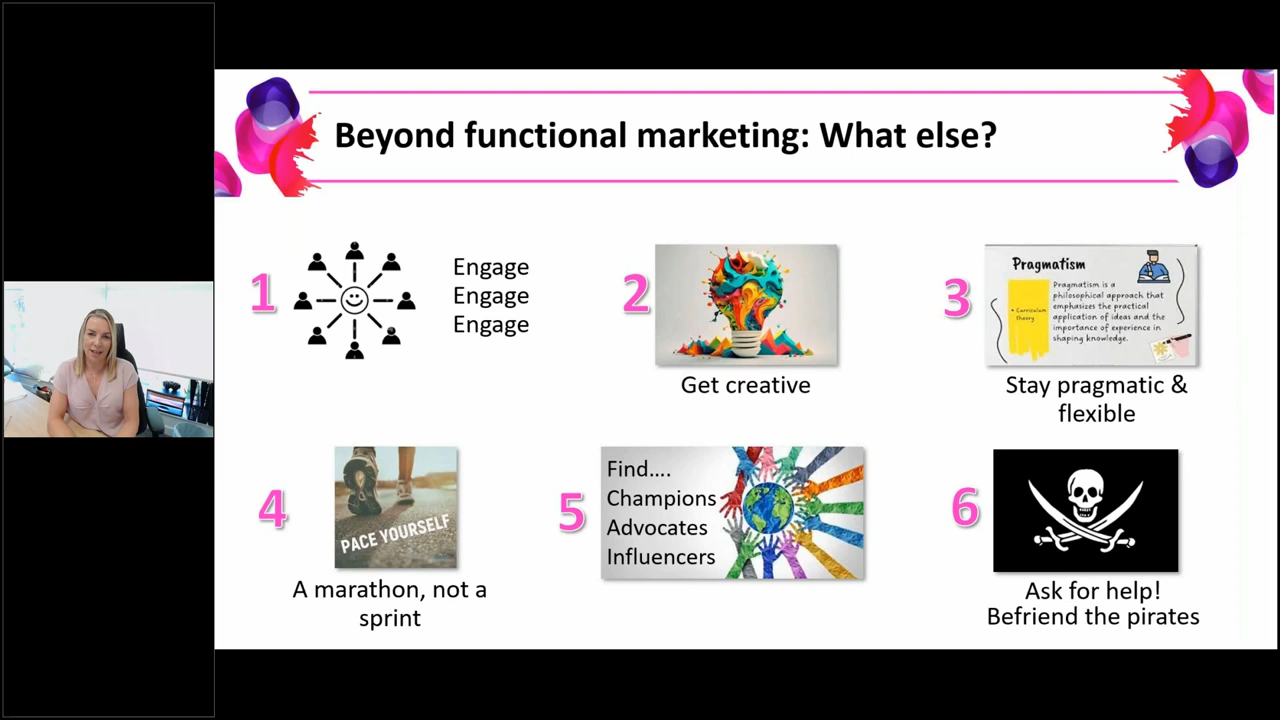 Beyond functional marketing: What else?
1
Engage
Engage
Engage
2
Get creative
3
Pragmatism
• Curriculum
theory
Pragmatism is a
philosophical approach that
emphasizes the practical
application of ideas and the
importance of experience in
shaping knowledge.
Stay pragmatic &
flexible
4
PACE YOURSELF
A marathon, not a
sprint
5
Find....
Champions
Advocates
Influencers
6
Ask for help!
Befriend the pirates